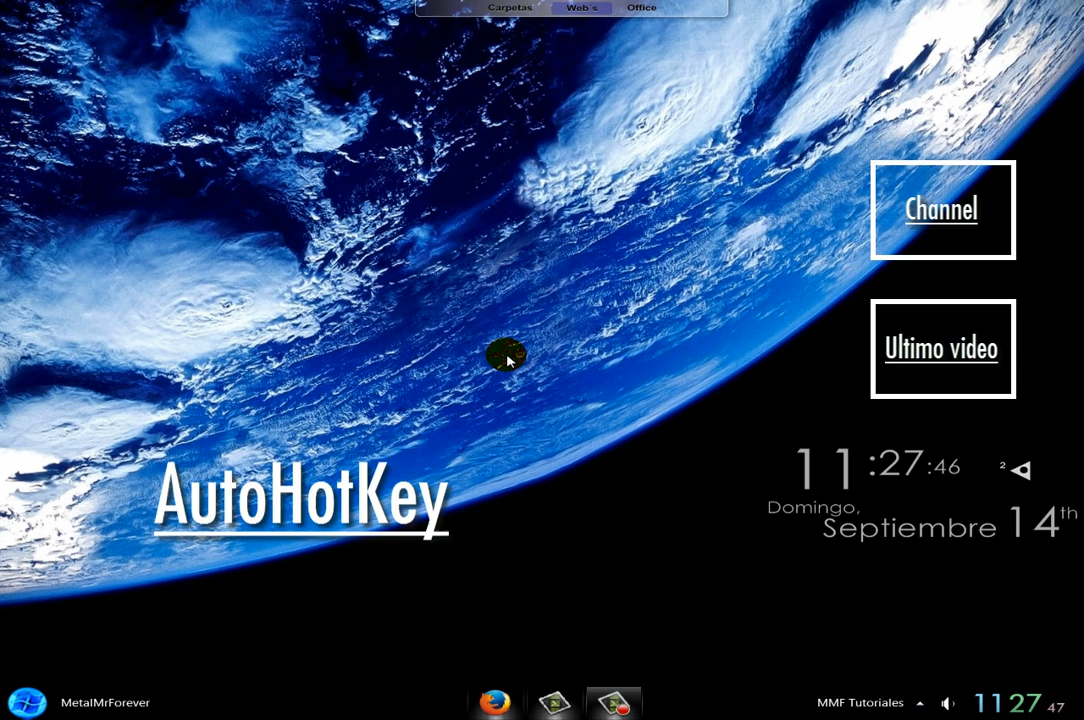 Carpetas Web's Office
Channel
Ultimo video
AutoHotKey
11:27:46 2
Domingo,
Septiembre 14th
MetalMrForever
MMF Tutoriales
11 27 47